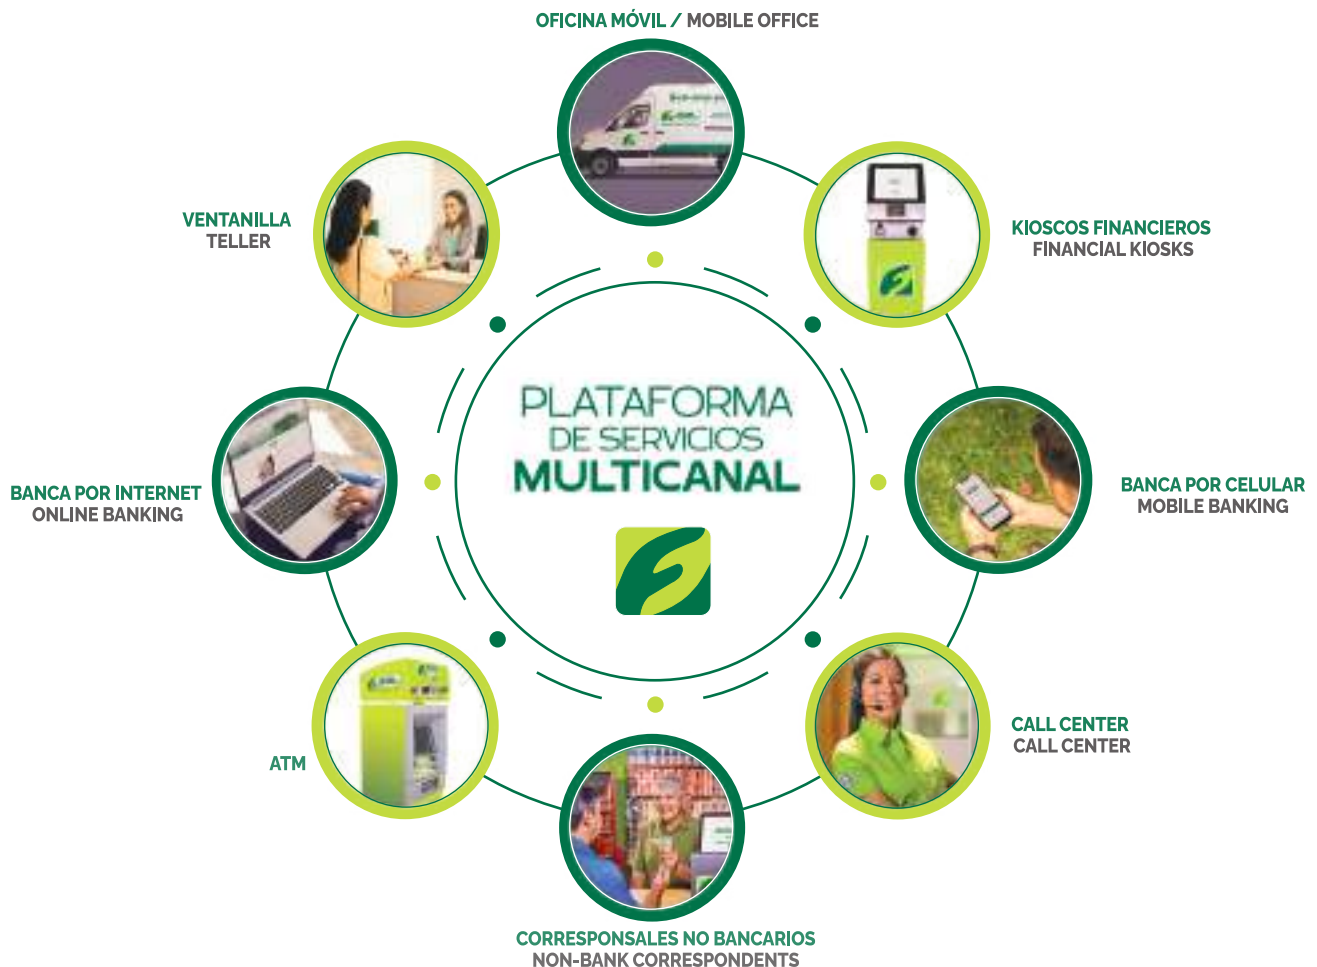 OFICINA MÓVIL / MOBILE OFFICE
VENTANILLA
TELLER
KIOSCOS FINANCIEROS
FINANCIAL KIOSKS
PLATAFORMA
DE SERVICIOS
MULTICANAL
BANCA POR INTERNET
ONLINE BANKING
BANCA POR CELULAR
MOBILE BANKING
ATM
CALL CENTER
CALL CENTER
CORRESPONSALES NO BANCARIOS
NON-BANK CORRESPONDENTS